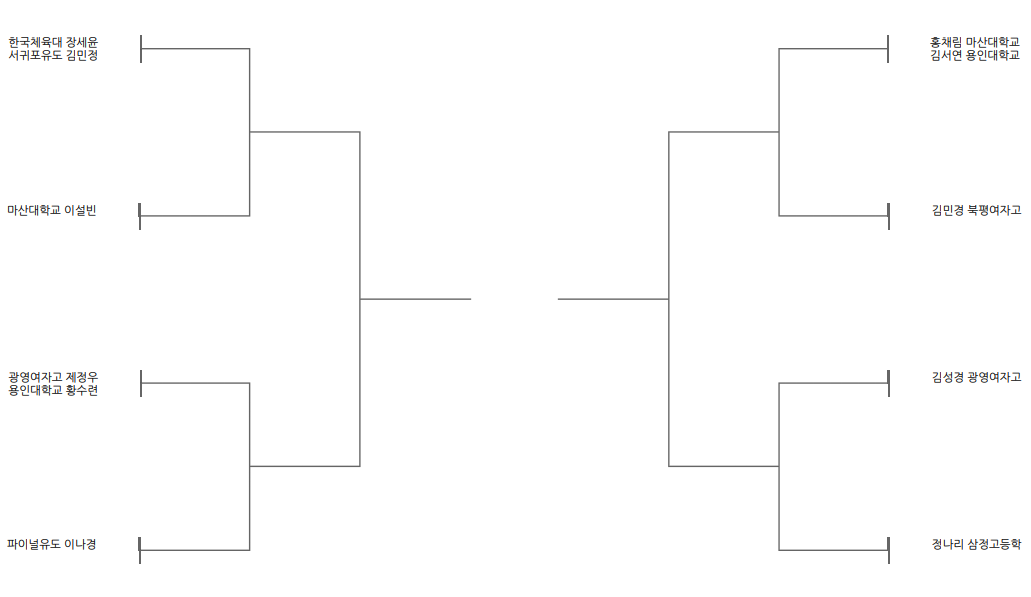 한국체육대 장세윤
서귀포유도 김민정
마산대학교 이설빈
광영여자고 제정우
용인대학교 황수련
파이널유도 이나경
홍채림 마산대학교
김서연 용인대학교
김민경 북평여자고
김성경 광영여자고
정나리 삼정고등학